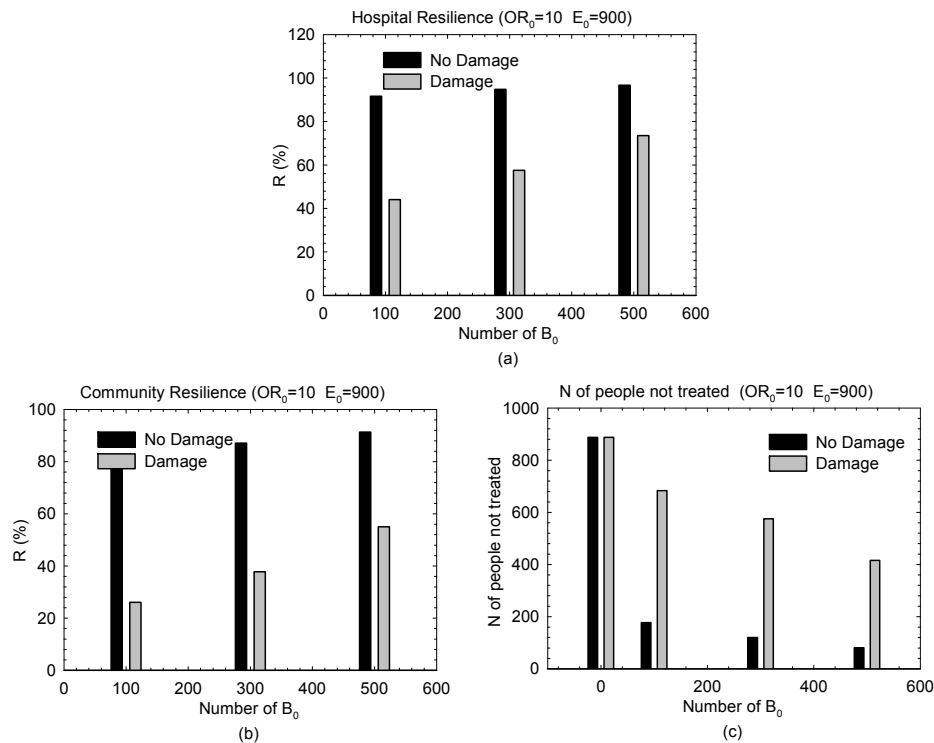 Hospital Resilience (OR₀=10 E₀=900)
120
100
80
60
40
20
0
R (%)
No Damage
Damage
0 100 200 300 400 500 600
Number of B₀
(a)
Community Resilience (OR₀=10 E₀=900)
100
80
60
40
20
0
R (%)
No Damage
Damage
0 100 200 300 400 500 600
Number of B₀
(b)
N of people not treated (OR₀=10 E₀=900)
1000
800
600
400
200
0
N of people not treated
No Damage
Damage
0 200 400 600
Number of B₀
(c)